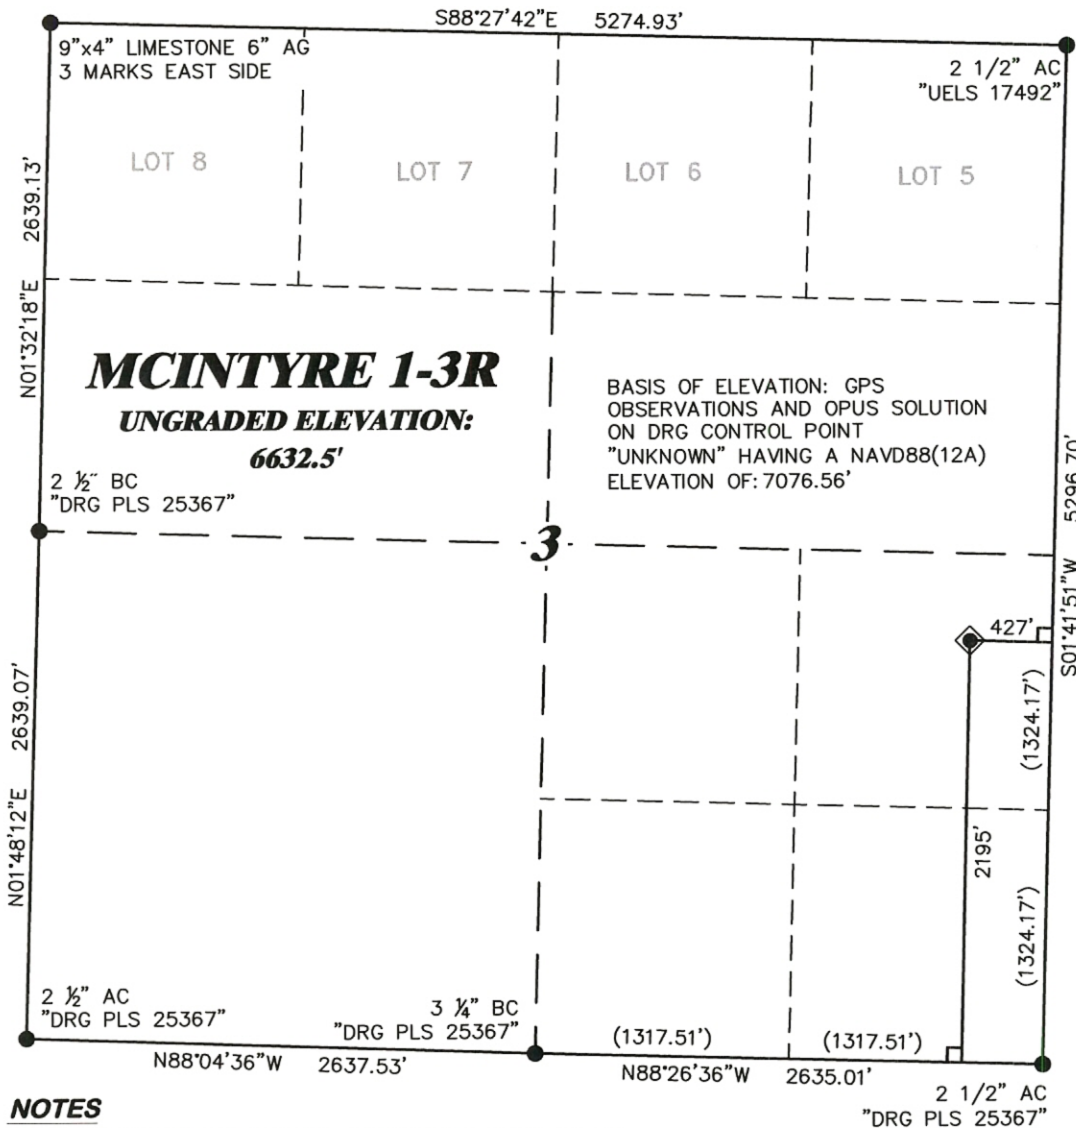 S88°27'42"E 5274.93'
9"x4" LIMESTONE 6" AG
3 MARKS EAST SIDE
2 1/2" AC
"UELS 17492"
LOT 8
LOT 7
LOT 6
LOT 5
N01°32'18"E 2639.13'
MCINTYRE 1-3R
UNGRADED ELEVATION:
6632.5'
BASIS OF ELEVATION: GPS
OBSERVATIONS AND OPUS SOLUTION
ON DRG CONTROL POINT
"UNKNOWN" HAVING A NAVD88(12A)
ELEVATION OF: 7076.56'
2 ½" BC
"DRG PLS 25367"
3
S01°41'51"W 5296.70'
427'
(1324.17')
N01°48'12"E 2639.07'
2195'
(1324.17')
2 ½" AC
"DRG PLS 25367"
3 ¼" BC
"DRG PLS 25367"
(1317.51')
(1317.51')
N88°04'36"W 2637.53'
N88°26'36"W 2635.01'
2 1/2" AC
"DRG PLS 25367"
NOTES